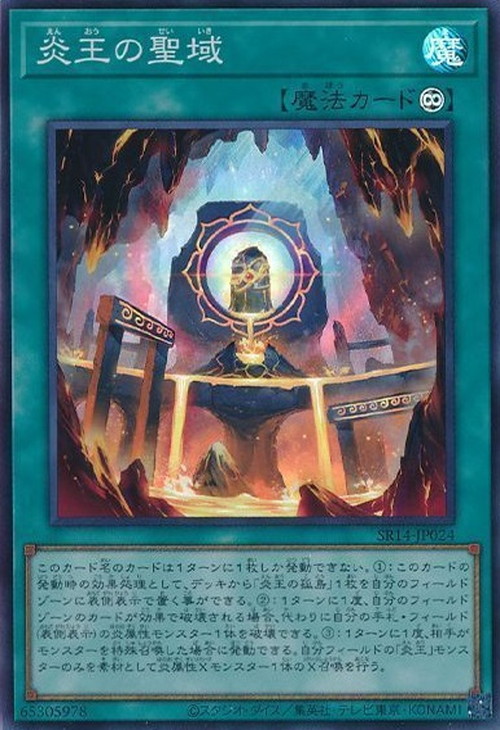 炎王の聖域
魔
【魔法カード】
SR14-JP024
このカード名のカードは1ターンに1枚しか発動できない。①:このカードの
発動時の効果処理として、デッキから「炎王の孤島」1枚を自分のフィールド
ゾーンに表側表示で置く事ができる。②:1ターンに1度、自分のフィールド
ゾーンのカードが効果で破壊される場合、代わりに自分の手札・フィールド
(表側表示)の炎属性モンスター1体を破壊できる。③:1ターンに1度、相手が
モンスターを特殊召喚した場合に発動できる。自分フィールドの「炎王」モンス
ターのみを素材として炎属性Xモンスター1体のX召喚を行う。
65305978
©スタジオ・ダイス/集英社・テレビ東京・KONAMI